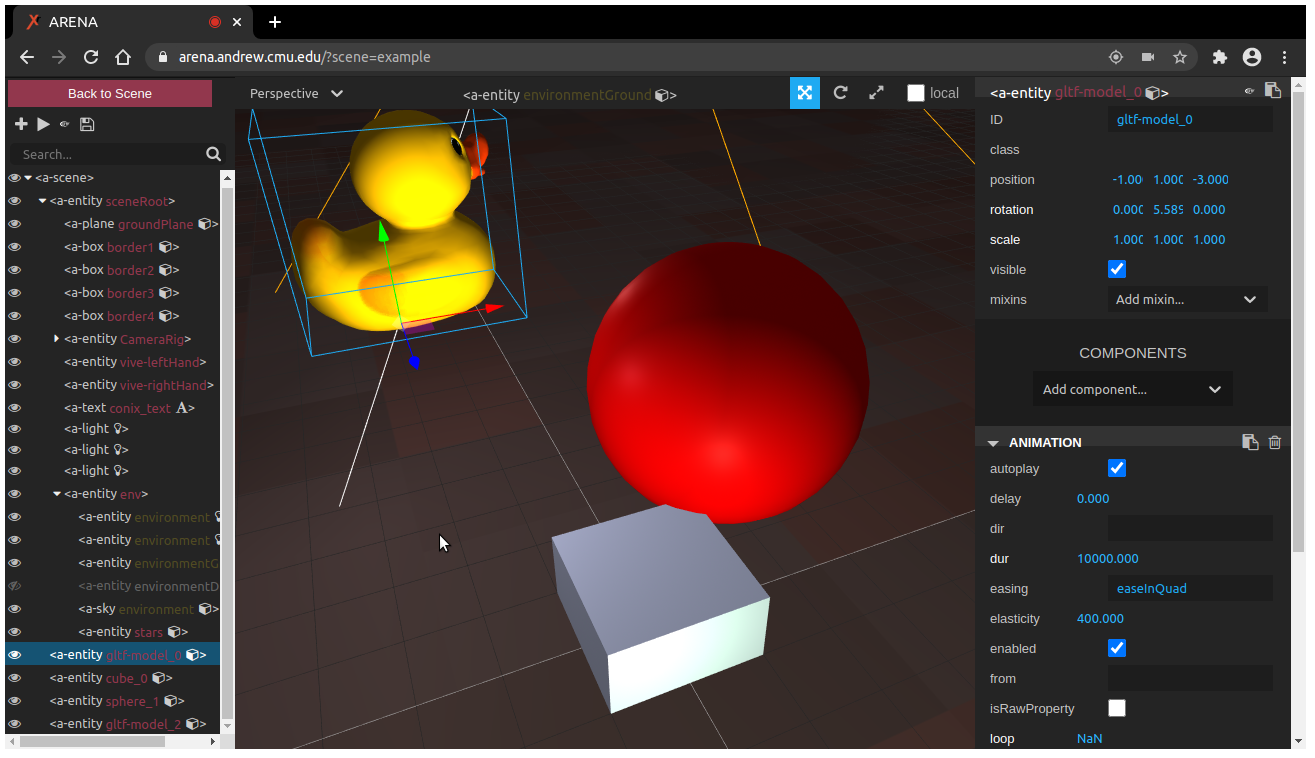 ARENA
arena.andrew.cmu.edu/?scene=example
Back to Scene
Search...
<a-scene>
<a-entity sceneRoot>
<a-plane groundPlane >
<a-box border1 >
<a-box border2 >
<a-box border3 >
<a-box border4 >
<a-entity CameraRig>
<a-entity vive-leftHand>
<a-entity vive-rightHand>
<a-text conix_text A>
<a-light >
<a-light >
<a-light >
<a-entity env>
<a-entity environment
<a-entity environment
<a-entity environmentG
<a-entity environmentD
<a-sky environment >
<a-entity stars >
<a-entity gltf-model_0 >
<a-entity cube_0 >
<a-entity sphere_1 >
<a-entity gltf-model_2 >
Perspective
<a-entity environmentGround >
local
<a-entity gltf-model_0 >
ID gltf-model_0
class
position -1.00 1.000 -3.000
rotation 0.000 5.589 0.000
scale 1.000 1.000 1.000
visible
mixins Add mixin...
COMPONENTS
Add component...
ANIMATION
autoplay
delay 0.000
dir
dur 10000.000
easing easeInQuad
elasticity 400.000
enabled
from
isRawProperty
loop NaN